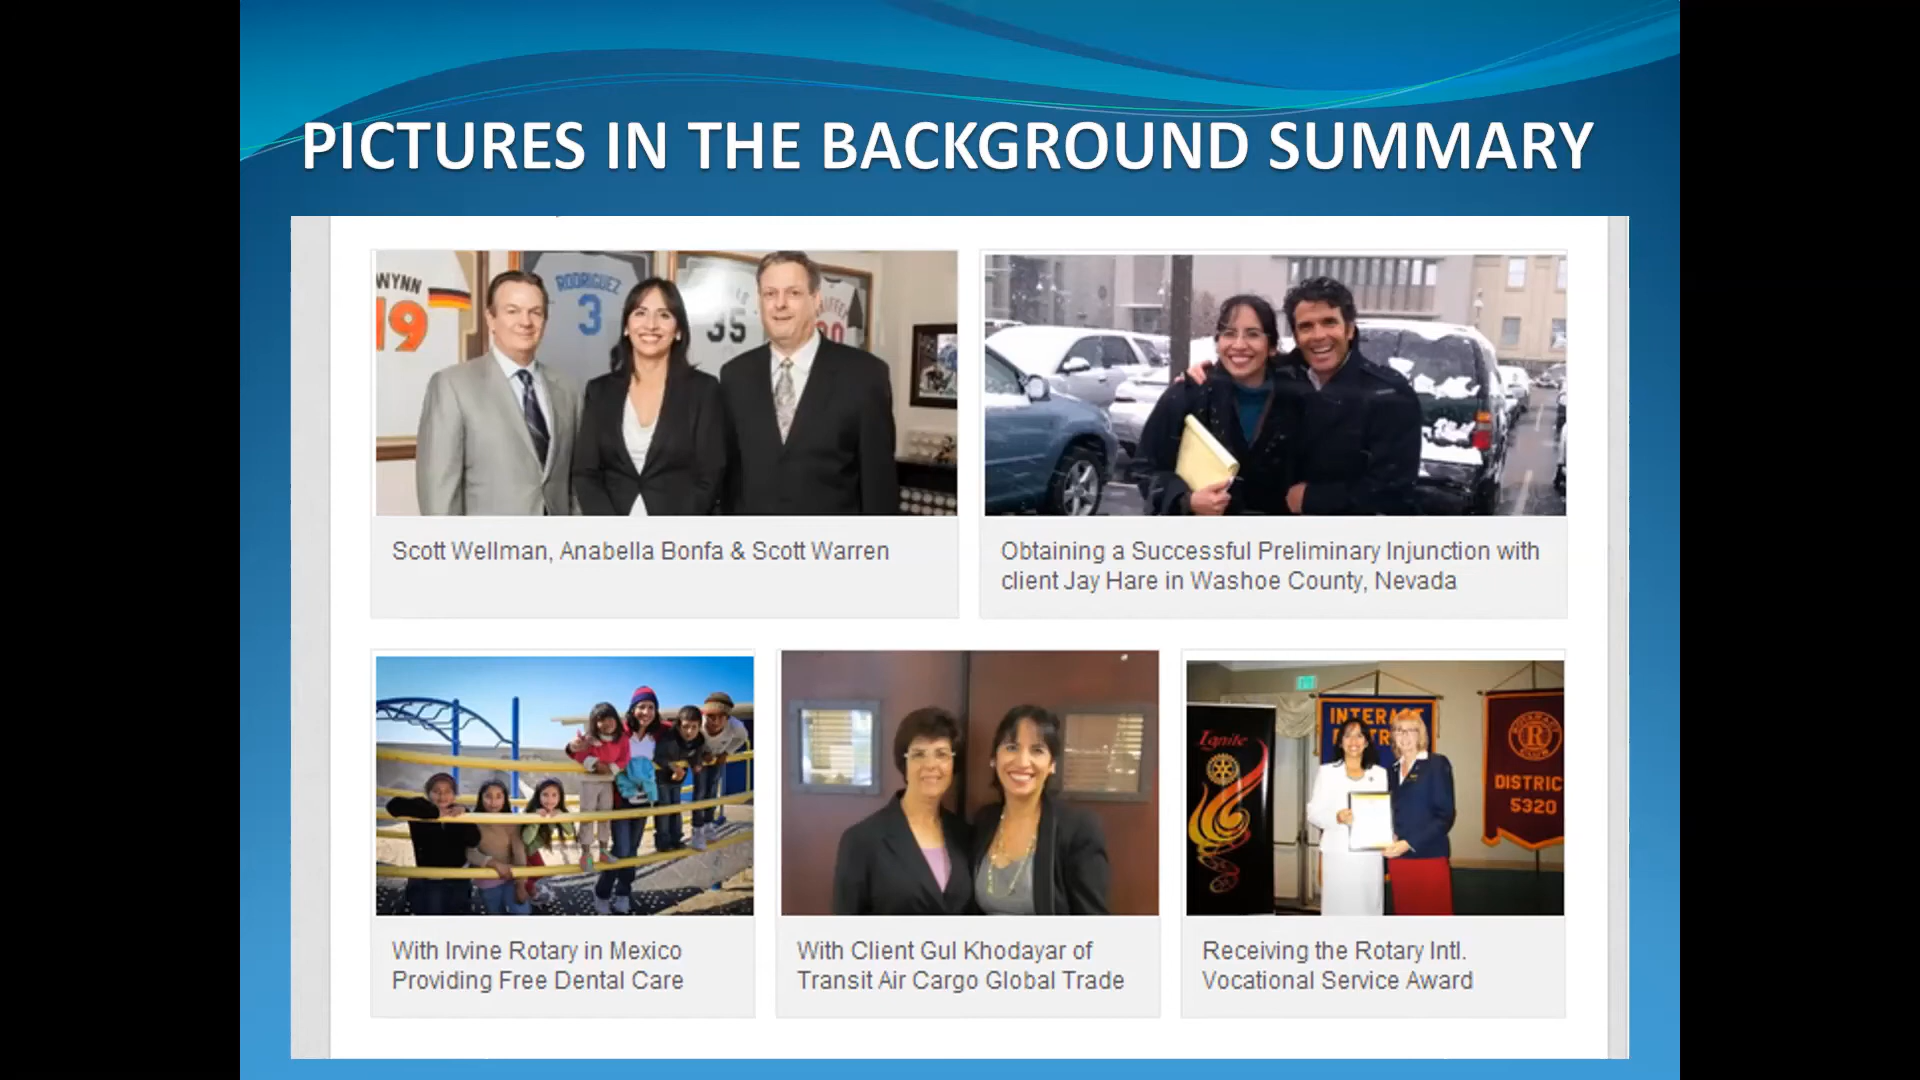 PICTURES IN THE BACKGROUND SUMMARY
WYNN
19
RODRIGUEZ
3
35
Scott Wellman, Anabella Bonfa & Scott Warren
Obtaining a Successful Preliminary Injunction with
client Jay Hare in Washoe County, Nevada
With Irvine Rotary in Mexico
Providing Free Dental Care
With Client Gul Khodayar of
Transit Air Cargo Global Trade
Ignite
INTERACT
R
DISTRIC
5320
Receiving the Rotary Intl.
Vocational Service Award